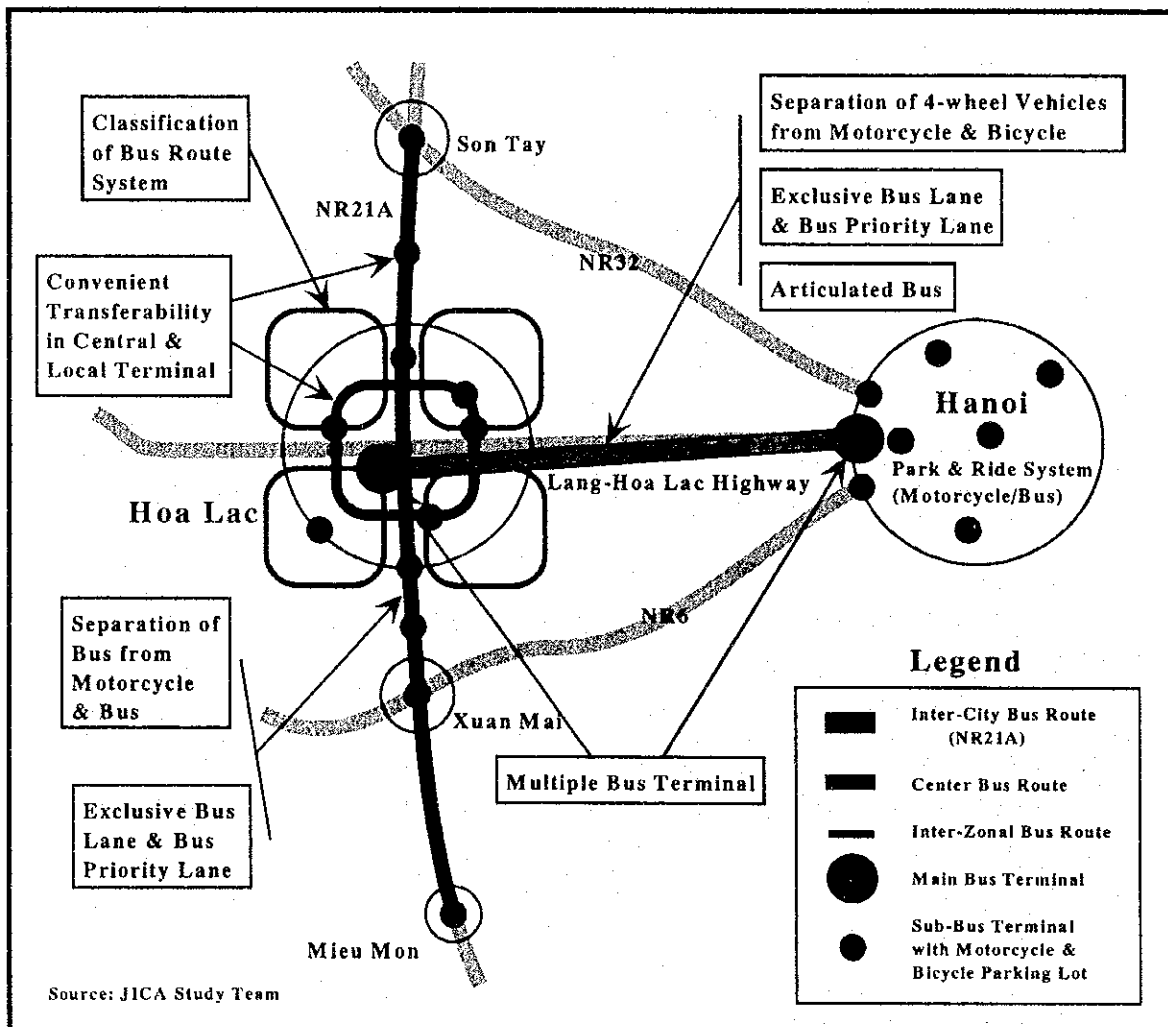 Classification
of Bus Route
System
Son Tay
Separation of 4-wheel Vehicles
from Motorcycle & Bicycle
NR21A
Exclusive Bus Lane
& Bus Priority Lane
NR32
Articulated Bus
Convenient
Transferability
in Central &
Local Terminal
Hanoi
Park & Ride System
(Motorcycle/Bus)
Lang-Hoa Lac Highway
Hoa Lac
Separation of
Bus from
Motorcycle
& Bus
NR6
Xuan Mai
Multiple Bus Terminal
Exclusive Bus
Lane & Bus
Priority Lane
Mieu Mon
Legend
Inter-City Bus Route
(NR21A)
Center Bus Route
Inter-Zonal Bus Route
Main Bus Terminal
Sub-Bus Terminal
with Motorcycle &
Bicycle Parking Lot
Source: JICA Study Team